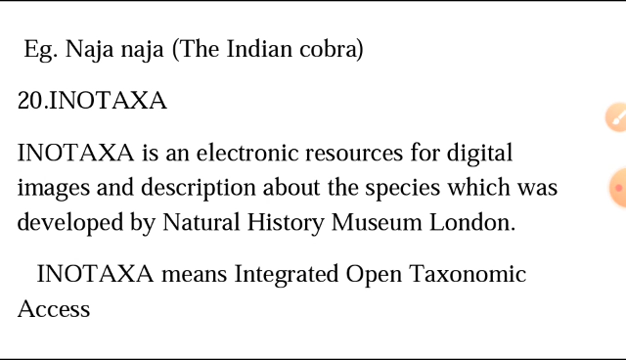 Eg. Naja naja (The Indian cobra)
20.INOTAXA
INOTAXA is an electronic resources for digital
images and description about the species which was
developed by Natural History Museum London.
INOTAXA means Integrated Open Taxonomic
Access